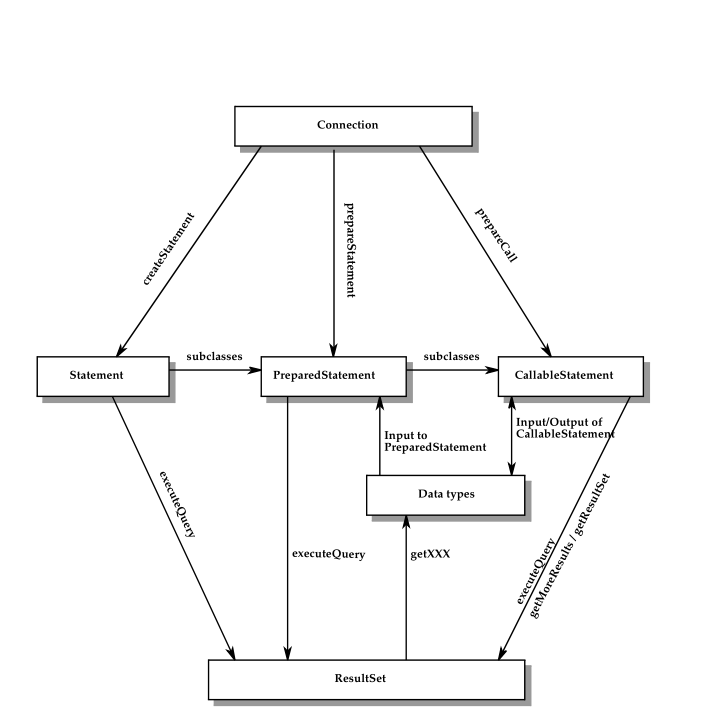 Connection
createStatement
prepareStatement
prepareCall
subclasses
subclasses
Statement
PreparedStatement
CallableStatement
Input to
PreparedStatement
Input/Output of
CallableStatement
Data types
executeQuery
executeQuery
getXXX
executeQuery
getMoreResults / getResultSet
ResultSet